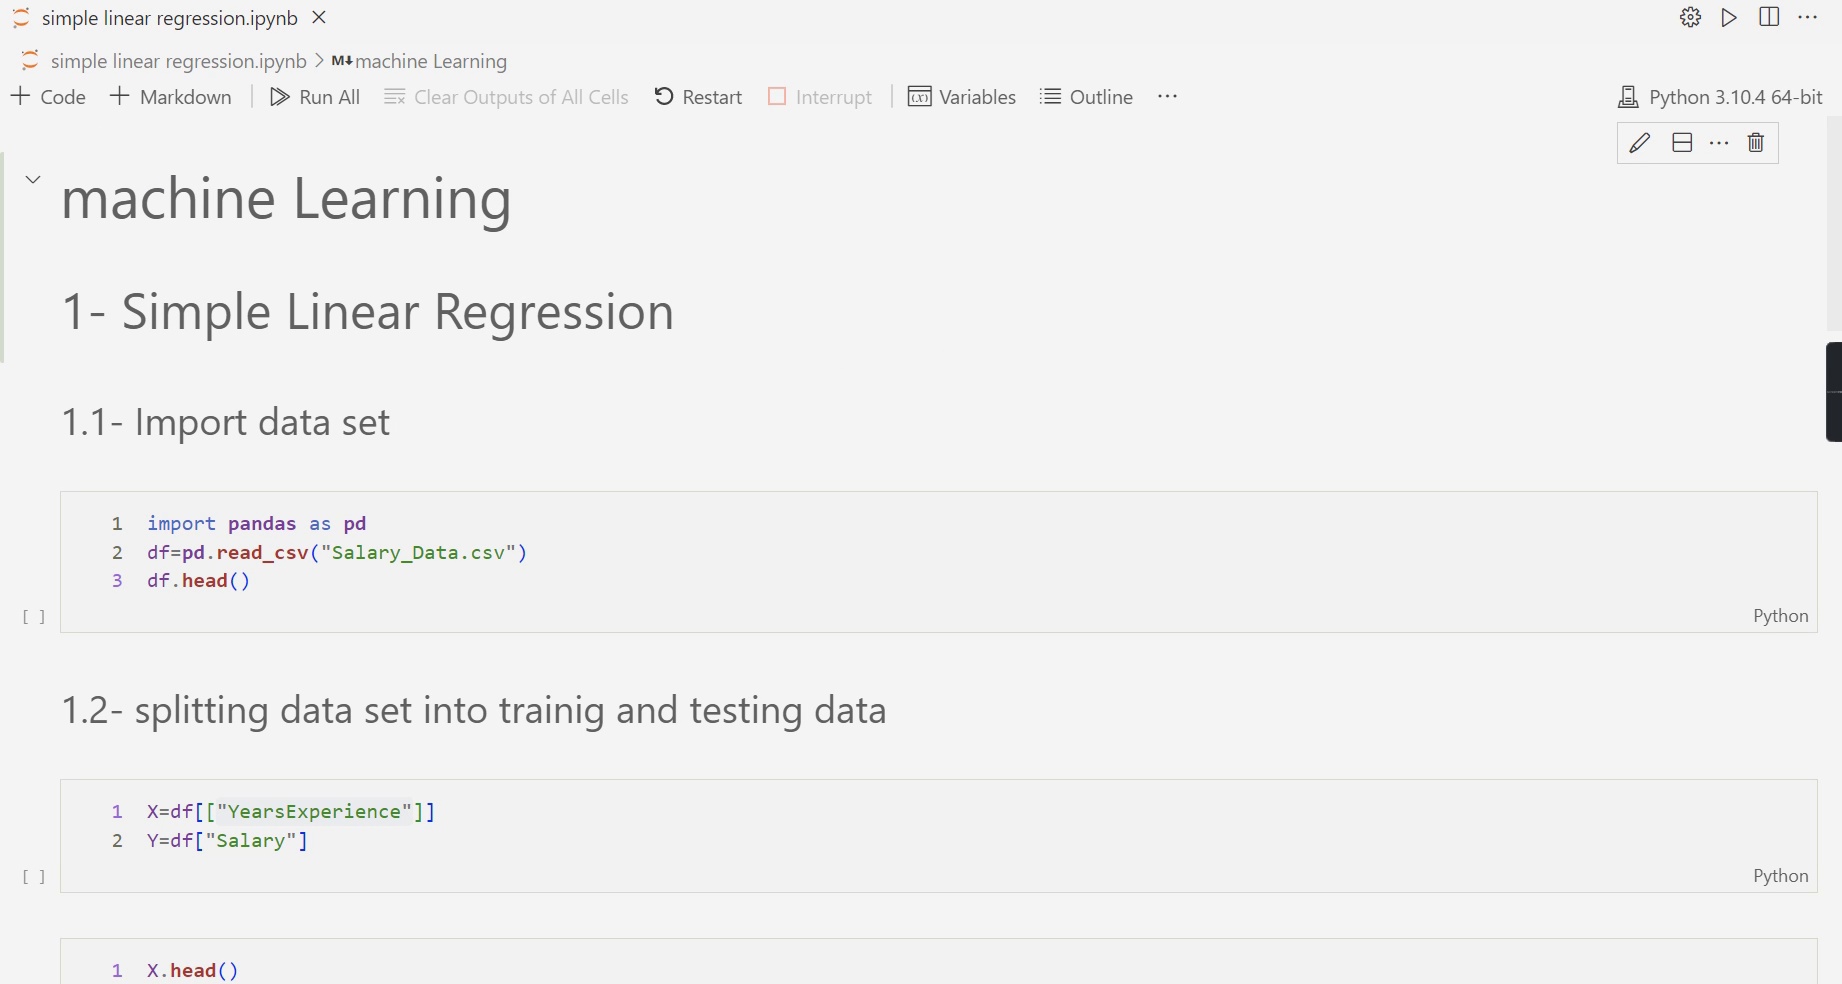 simple linear regression.ipynb
simple linear regression.ipynb > M↓machine Learning
Code Markdown Run All Clear Outputs of All Cells Restart Interrupt (x) Variables Outline ... Python 3.10.4 64-bit
machine Learning
1- Simple Linear Regression
1.1- Import data set
1 import pandas as pd
2 df=pd.read_csv("Salary_Data.csv")
3 df.head()
[ ]
Python
1.2- splitting data set into trainig and testing data
1 X=df[["YearsExperience"]]
2 Y=df["Salary"]
[ ]
Python
1 X.head()